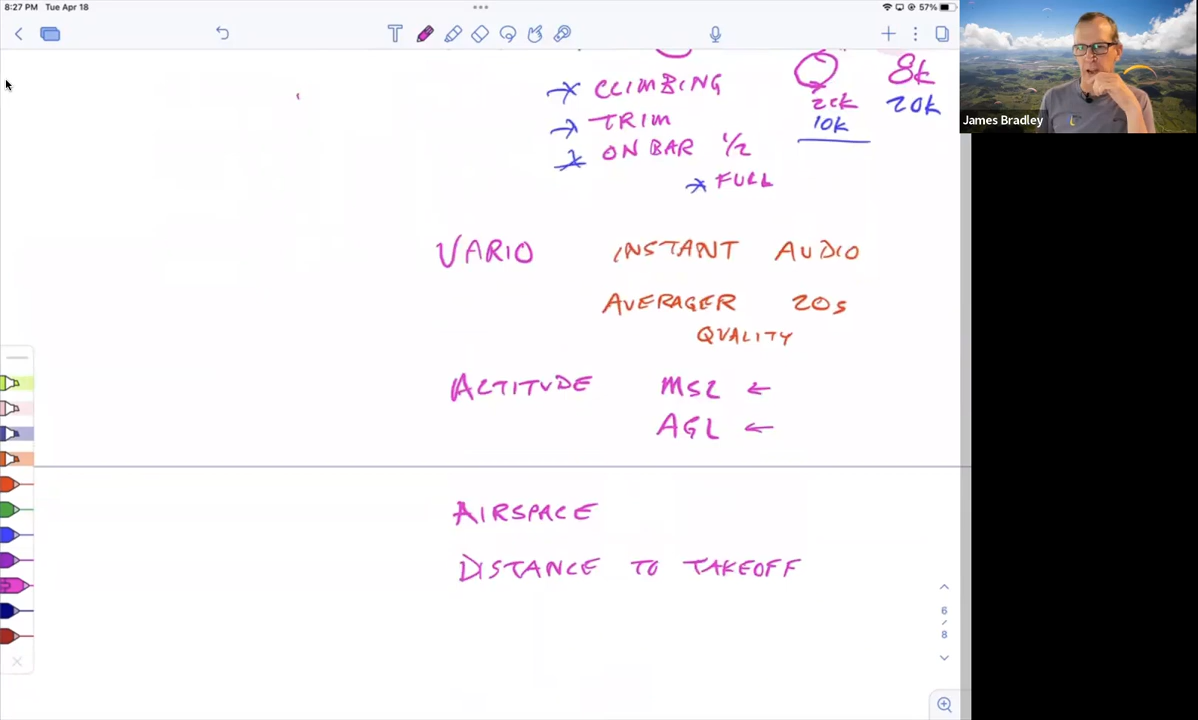 8:27 PM Tue Apr 18
57%
CLIMBING
8k
TRIM
10k
20k
ON BAR 1/2
FULL
VARIO INSTANT AUDIO
AVERAGER 20s
QUALITY
ALTITUDE MSL ←
AGL ←
AIRSPACE
DISTANCE TO TAKEOFF
6
/
8
James Bradley